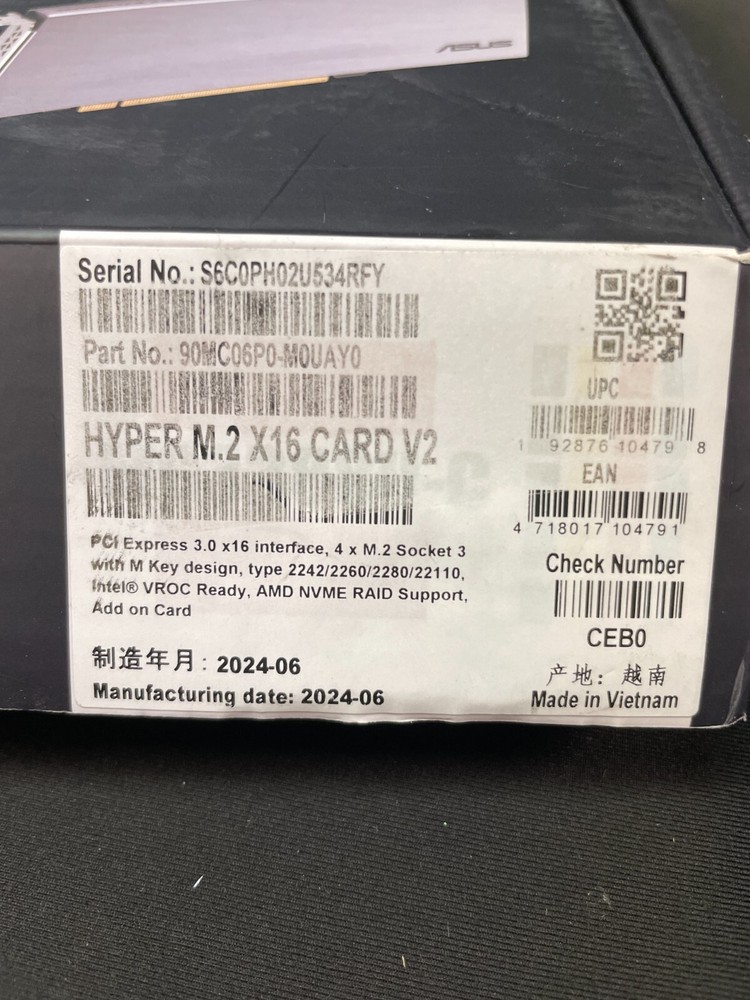 ASUS
Serial No.: S6C0PH02U534RFY
Part No.: 90MC06P0-M0UAY0
HYPER M.2 X16 CARD V2
PCI Express 3.0 x16 interface, 4 x M.2 Socket 3
with M Key design, type 2242/2260/2280/22110,
Intel® VROC Ready, AMD NVME RAID Support,
Add on Card
制造年月: 2024-06
Manufacturing date: 2024-06
UPC
1 92876 10479 8
EAN
4 718017 104791
Check Number
CEB0
产地: 越南
Made in Vietnam